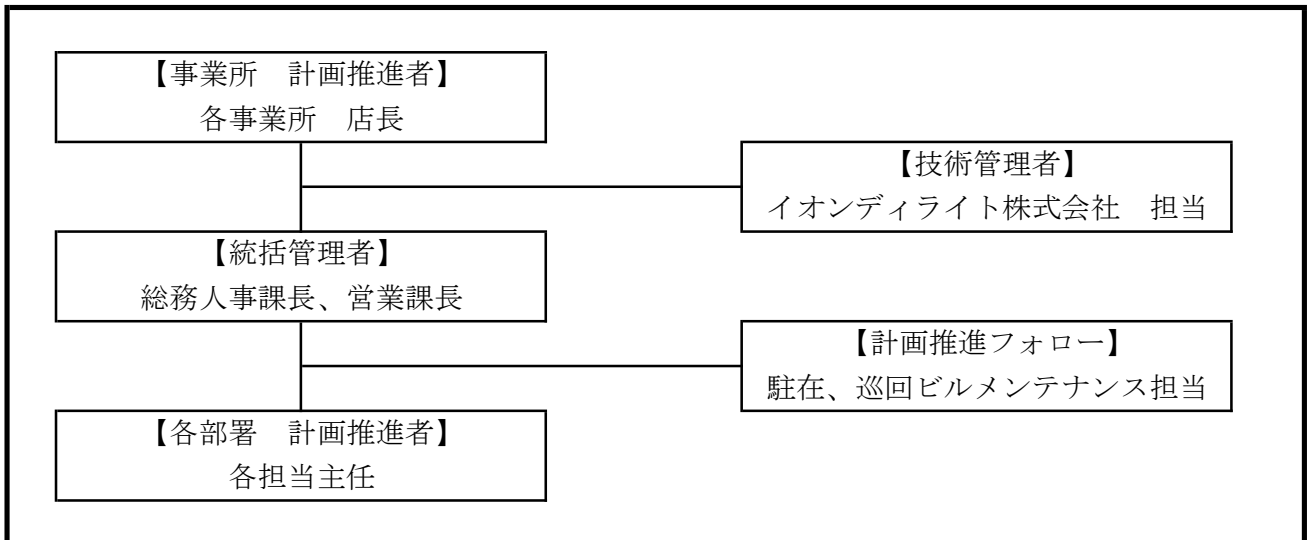 【事業所　計画推進者】
各事業所　店長
【技術管理者】
イオンディライト株式会社　担当
【統括管理者】
総務人事課長、営業課長
【計画推進フォロー】
駐在、巡回ビルメンテナンス担当
【各部署　計画推進者】
各担当主任